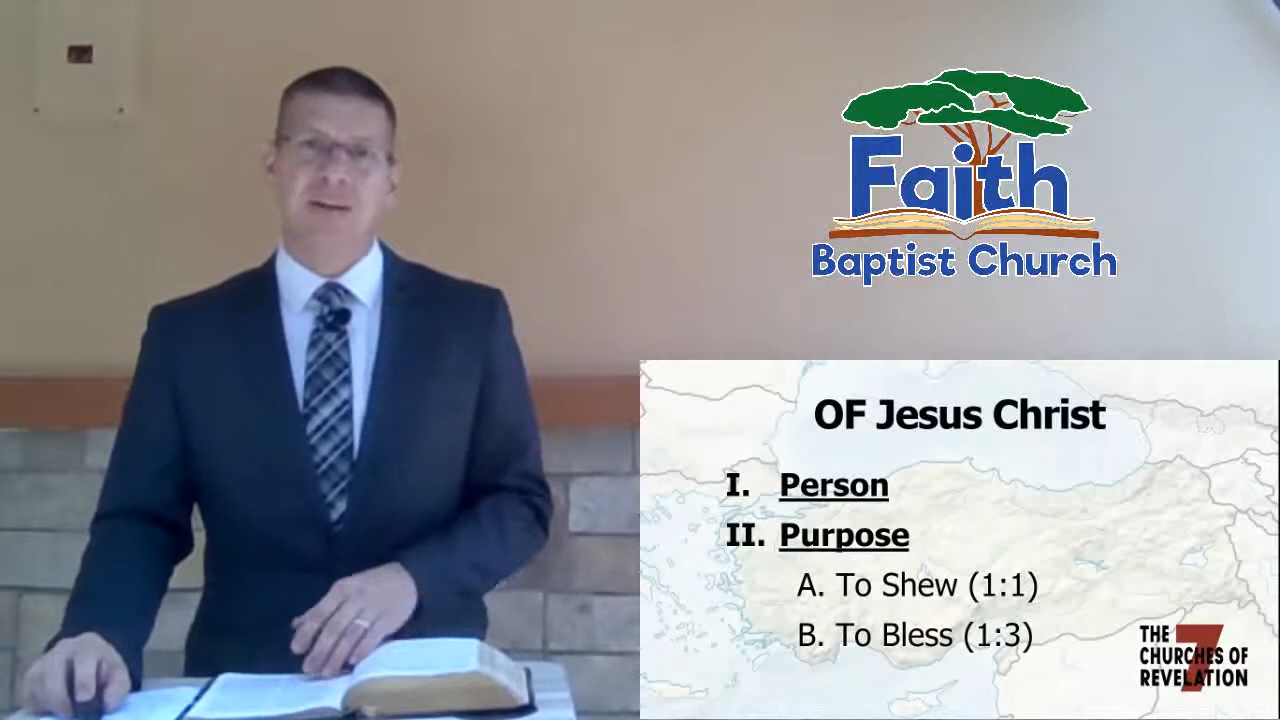 Faith
Baptist Church
OF Jesus Christ
I. Person
II. Purpose
A. To Shew (1:1)
B. To Bless (1:3)
THE 7
CHURCHES OF
REVELATION